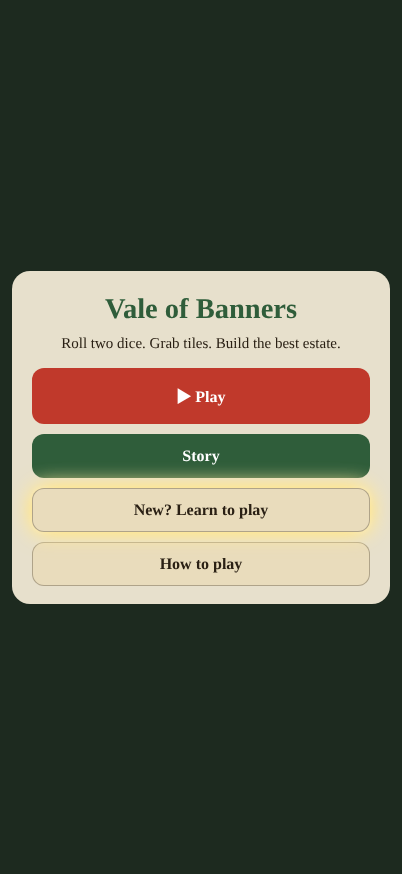 Vale of Banners
Roll two dice. Grab tiles. Build the best estate.
▶ Play
Story
New? Learn to play
How to play